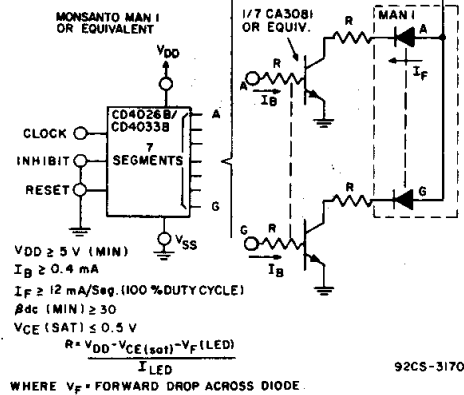 MONSANTO MAN I
OR EQUIVALENT
VDD
CD4026B/
CD4033B
7
SEGMENTS
CLOCK
INHIBIT
RESET
A
G
VSS
1/7 CA3081
OR EQUIV.
R
MAN I
A
R
A
IB
IF
R
G
G
R
IB
VDD ≥ 5 V (MIN)
IB ≥ 0.4 mA
IF ≥ 12 mA/Seg. (100 % DUTY CYCLE)
βdc (MIN) ≥ 30
VCE (SAT) ≤ 0.5 V
R = VDD - VCE(sat) - VF (LED)
ILED
92CS-3170
WHERE VF = FORWARD DROP ACROSS DIODE.